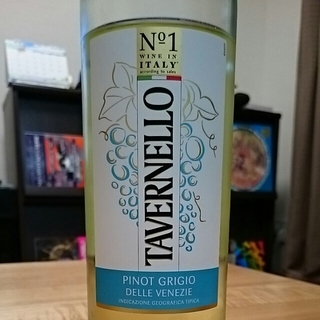 Nº1
WINE IN
ITALY
according to sales
TAVERNELLO
PINOT GRIGIO
DELLE VENEZIE
INDICAZIONE GEOGRAFICA TIPICA